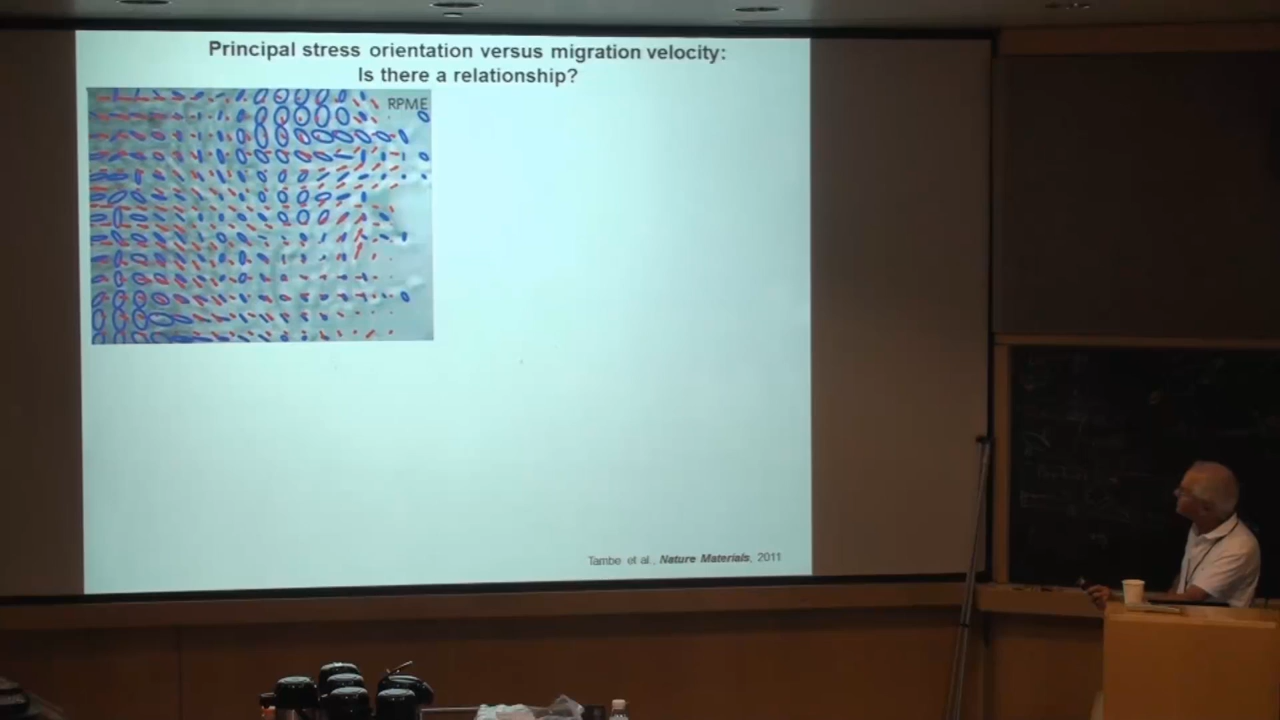 Principal stress orientation versus migration velocity:
Is there a relationship?
RPME
Tambe et al., Nature Materials, 2011